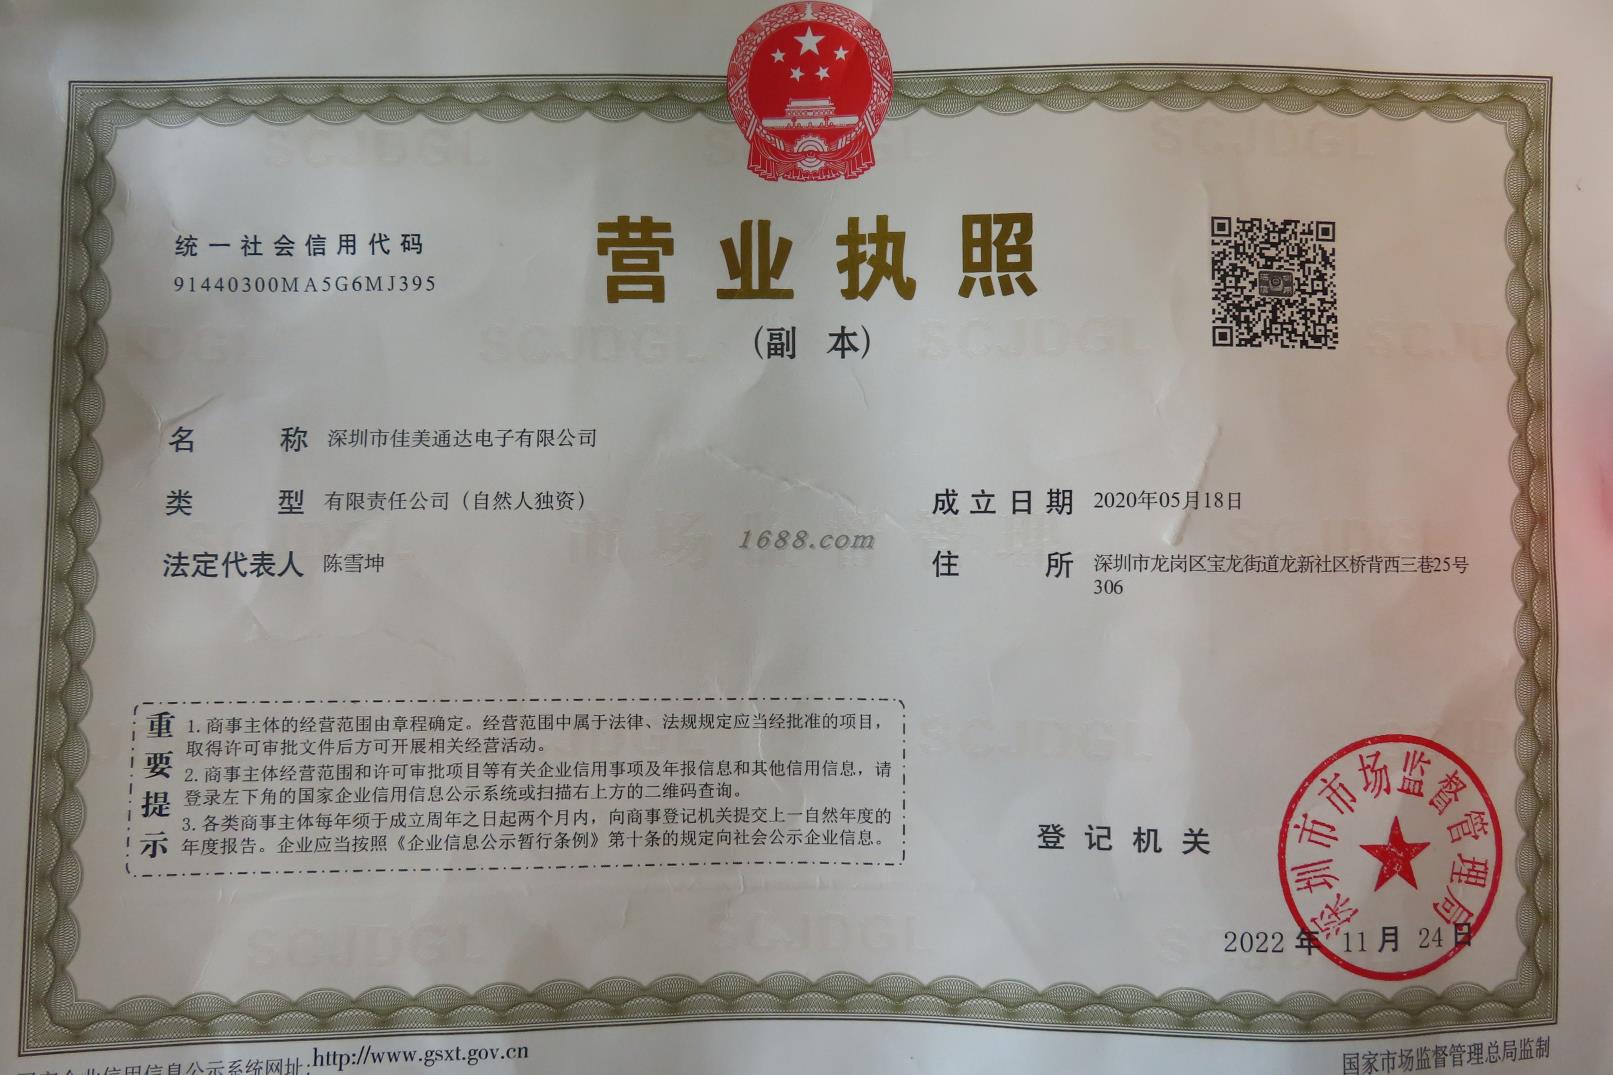 统一社会信用代码
91440300MA5G6MJ395
营业执照
(副 本)
名 称 深圳市佳美通达电子有限公司
类 型 有限责任公司（自然人独资）
法定代表人 陈雪坤
成立日期 2020年05月18日
住 所 深圳市龙岗区宝龙街道龙新社区桥背西三巷25号
306
1688.com
重要提示
1. 商事主体的经营范围由章程确定。经营范围中属于法律、法规规定应当经批准的项目，
取得许可审批文件后方可开展相关经营活动。
2. 商事主体经营范围和许可审批项目等有关企业信用事项及年报信息和其他信用信息，请
登录左下角的国家企业信用信息公示系统或扫描右上方的二维码查询。
3. 各类商事主体每年须于成立周年之日起两个月内，向商事登记机关提交上一自然年度的
年度报告。企业应当按照《企业信息公示暂行条例》第十条的规定向社会公示企业信息。
登记机关
深圳市市场监督管理局
2022 年 11 月 24 日
国家企业信用信息公示系统网址: http://www.gsxt.gov.cn
国家市场监督管理总局监制